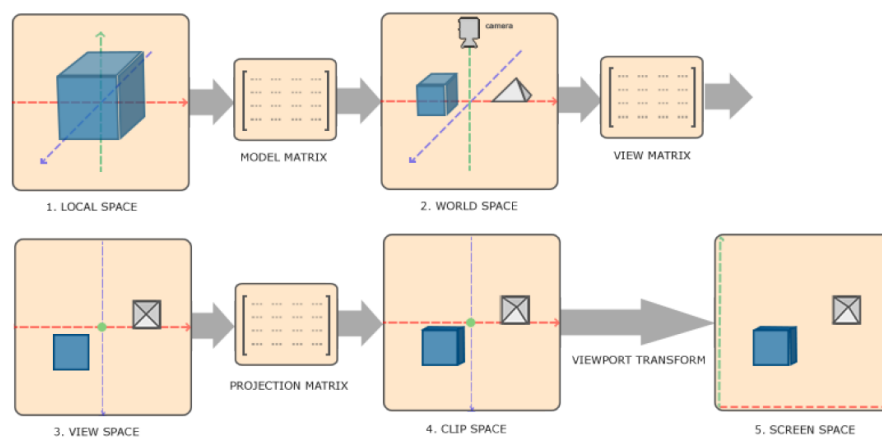 camera
MODEL MATRIX
VIEW MATRIX
1. LOCAL SPACE
2. WORLD SPACE
VIEWPORT TRANSFORM
PROJECTION MATRIX
3. VIEW SPACE
4. CLIP SPACE
5. SCREEN SPACE